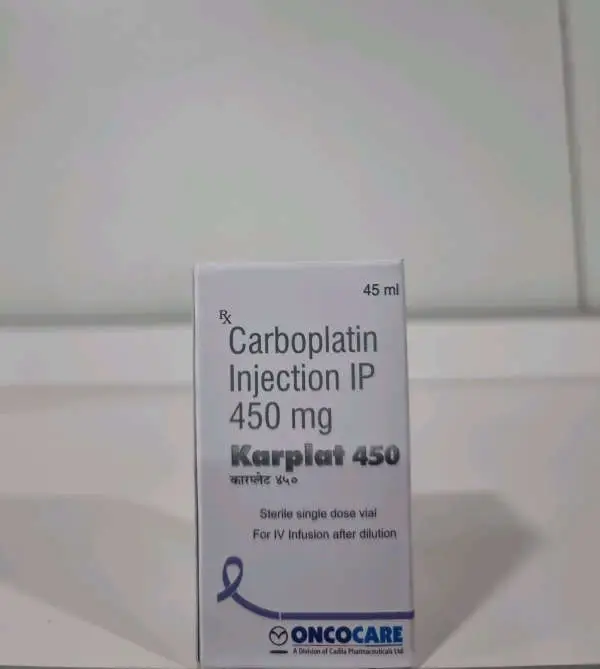 45 ml
Rx
Carboplatin
Injection IP
450 mg
Karplat 450
कारप्लेट ४५०
Sterile single dose vial
For IV Infusion after dilution
ONCOCARE
A Division of Cadila Pharmaceuticals Ltd